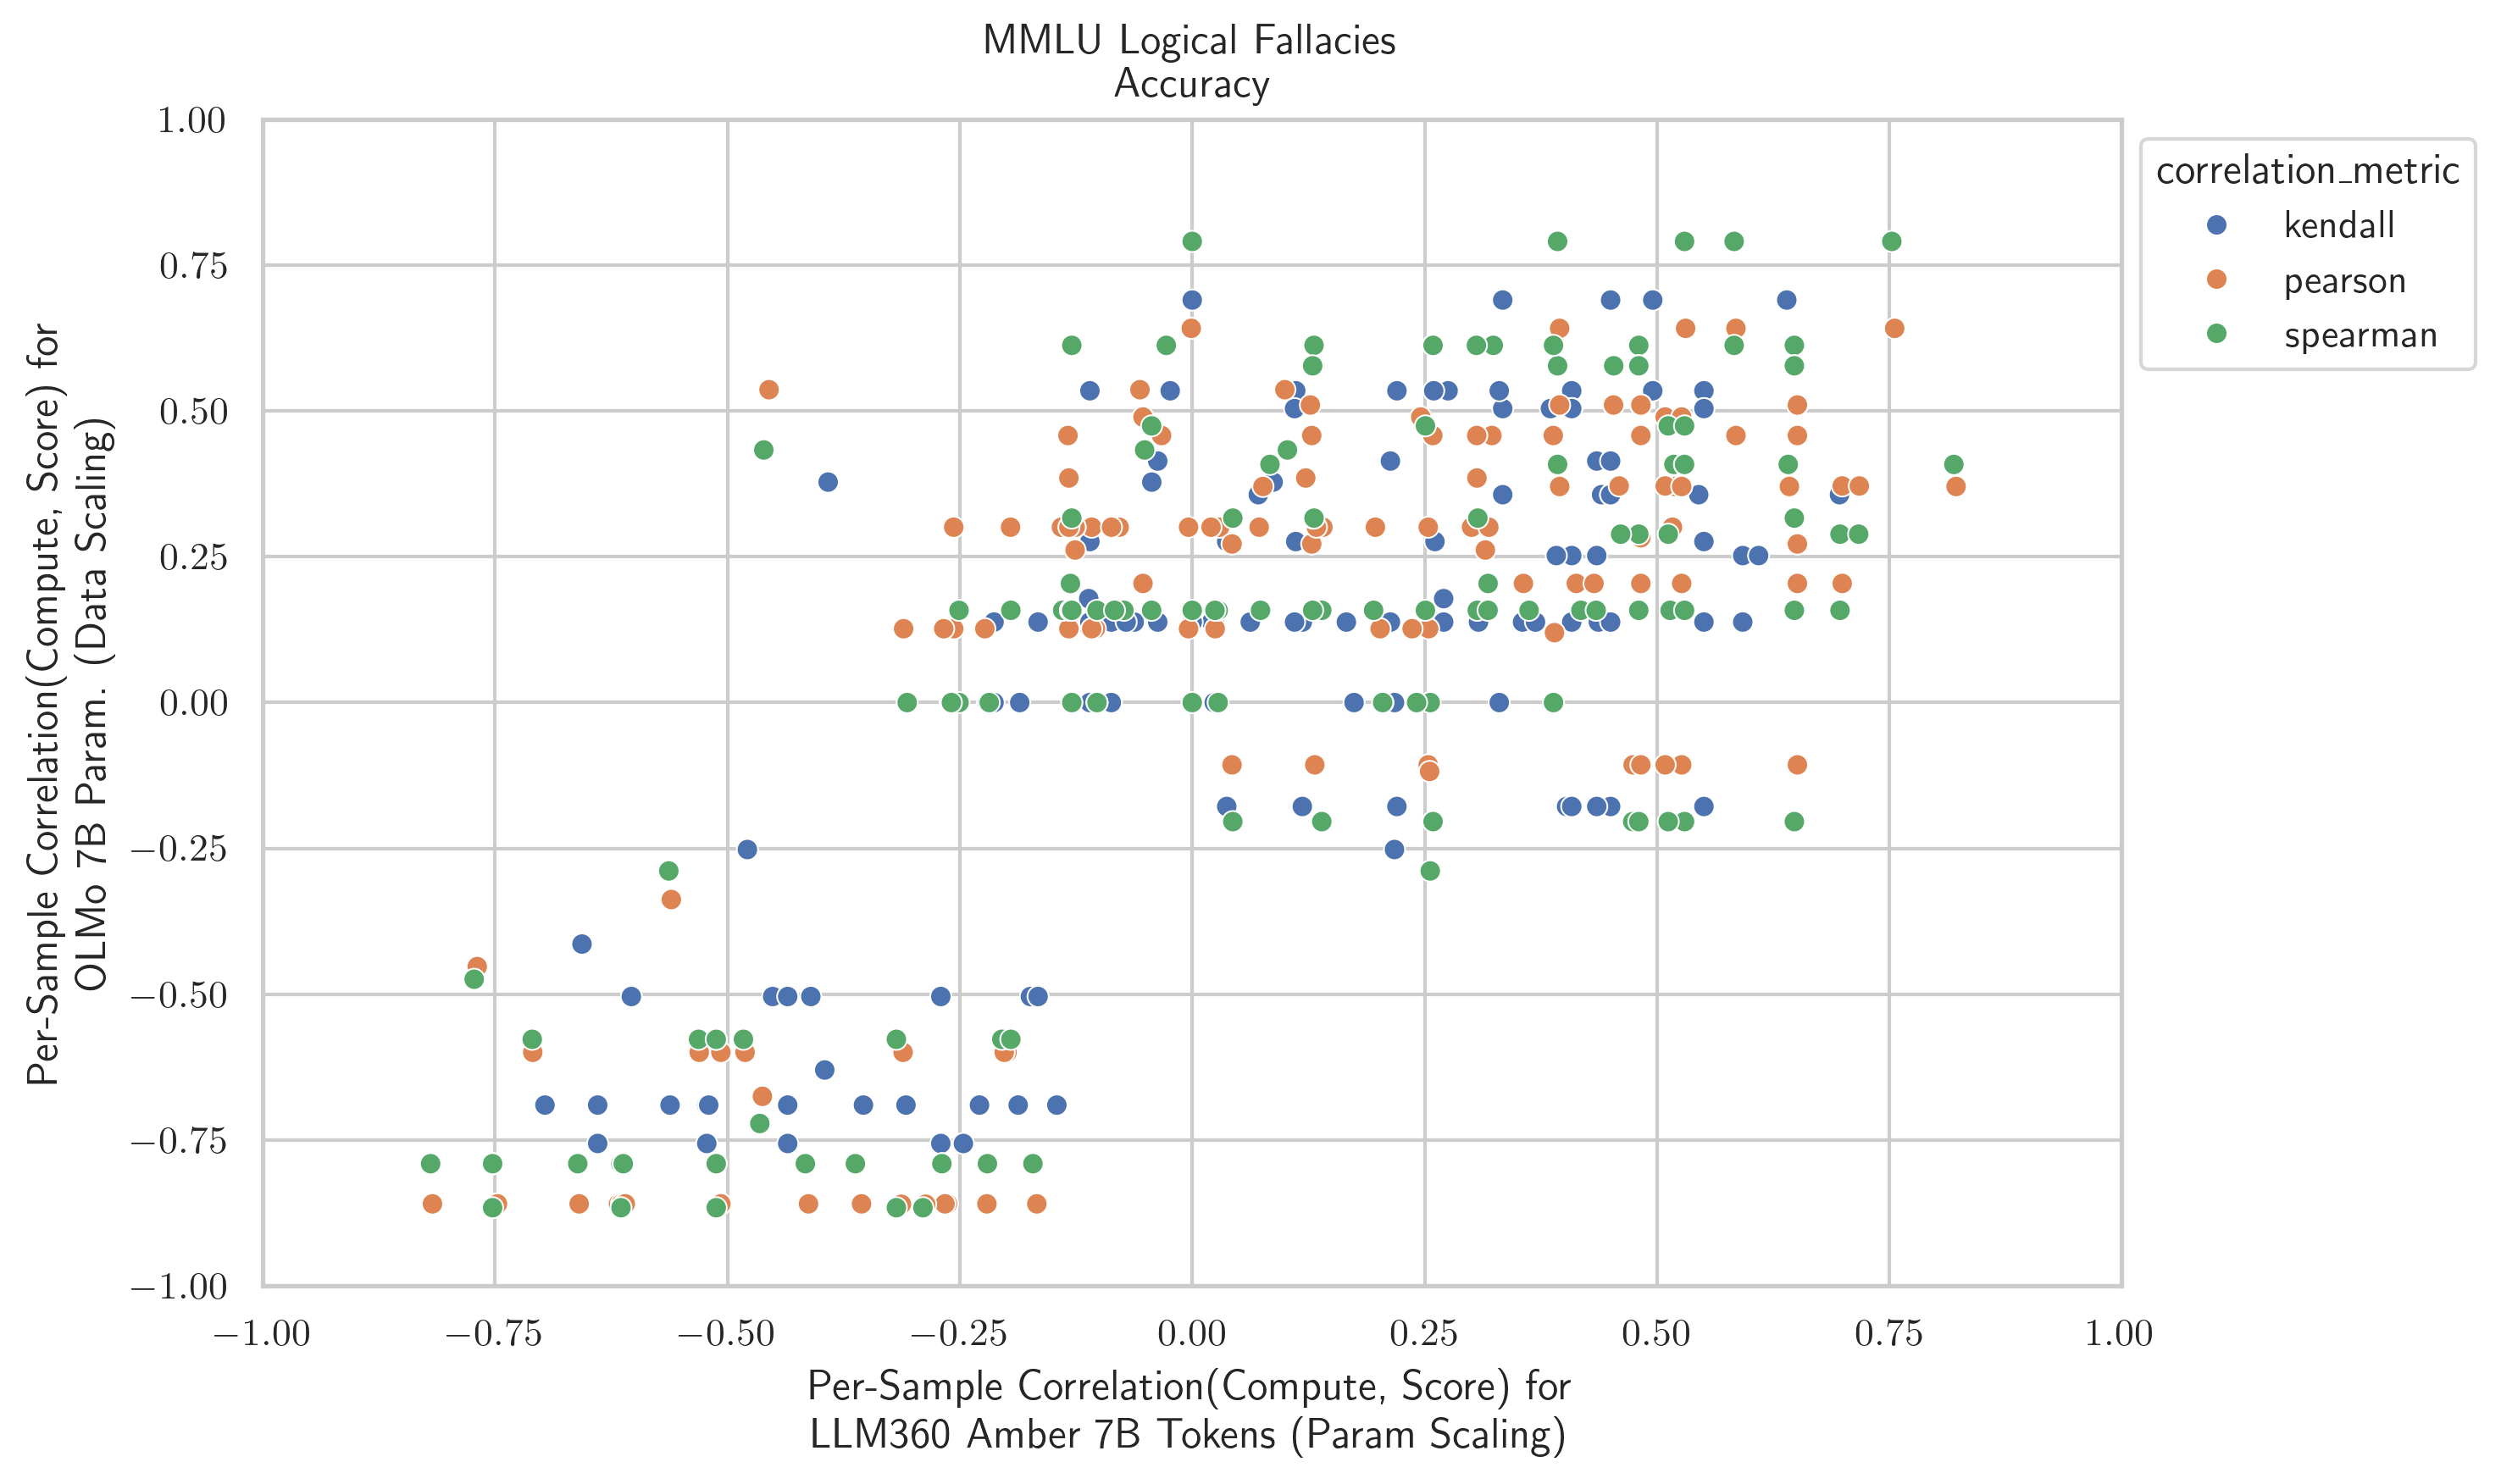 MMLU Logical Fallacies
Accuracy
Per-Sample Correlation(Compute, Score) for
OLMo 7B Param. (Data Scaling)
1.00
0.75
0.50
0.25
0.00
−0.25
−0.50
−0.75
−1.00
−1.00
−0.75
−0.50
−0.25
0.00
0.25
0.50
0.75
1.00
Per-Sample Correlation(Compute, Score) for
LLM360 Amber 7B Tokens (Param Scaling)
correlation_metric
kendall
pearson
spearman